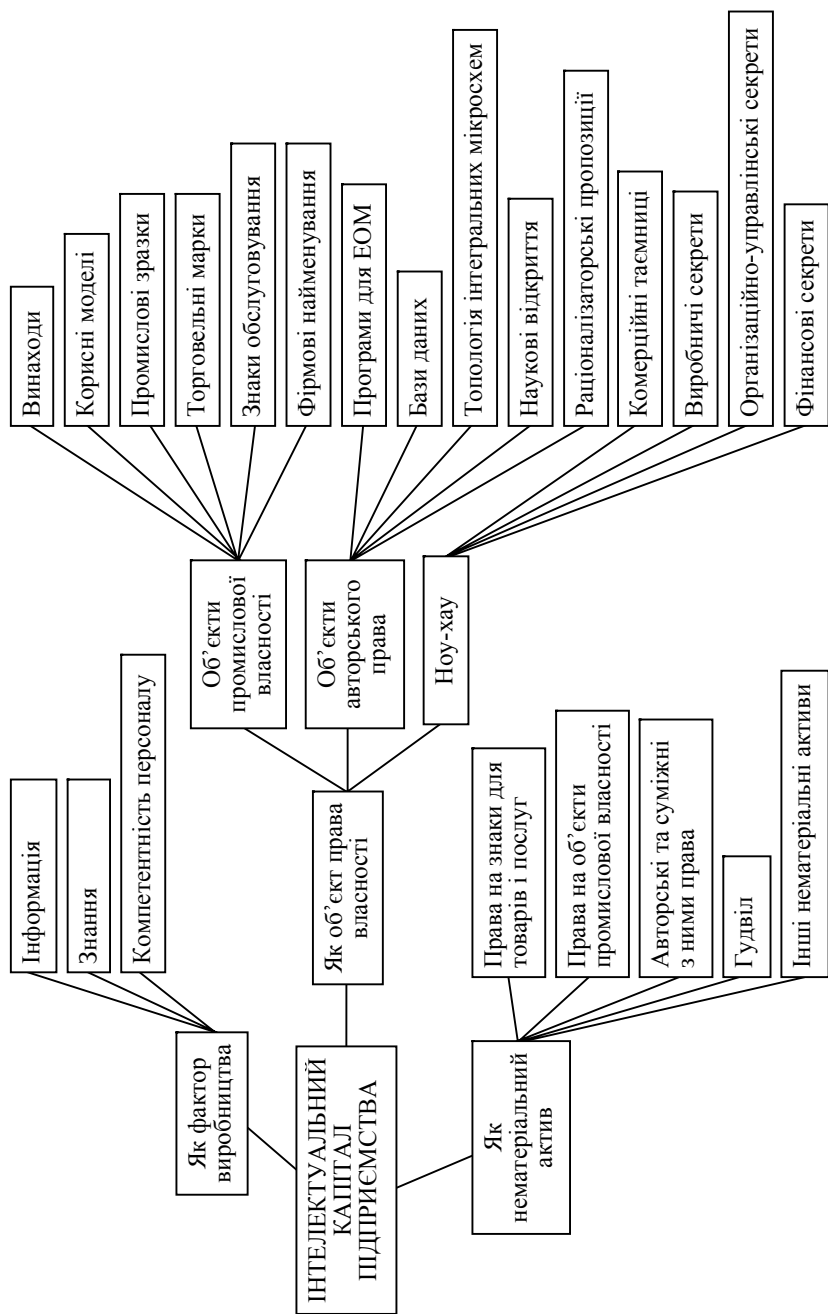 ІНТЕЛЕКТУАЛЬНИЙ
КАПІТАЛ
ПІДПРИЄМСТВА
Як фактор
виробництва
Інформація
Знання
Компетентність персоналу
Як об’єкт права
власності
Об’єкти
промислової
власності
Винаходи
Корисні моделі
Промислові зразки
Торговельні марки
Знаки обслуговування
Фірмові найменування
Об’єкти
авторського
права
Програми для ЕОМ
Бази даних
Топологія інтегральних мікросхем
Наукові відкриття
Раціоналізаторські пропозиції
Ноу-хау
Комерційні таємниці
Виробничі секрети
Організаційно-управлінські секрети
Фінансові секрети
Як
нематеріальний
актив
Права на знаки для
товарів і послуг
Права на об’єкти
промислової власності
Авторські та суміжні
з ними права
Гудвіл
Інші нематеріальні активи